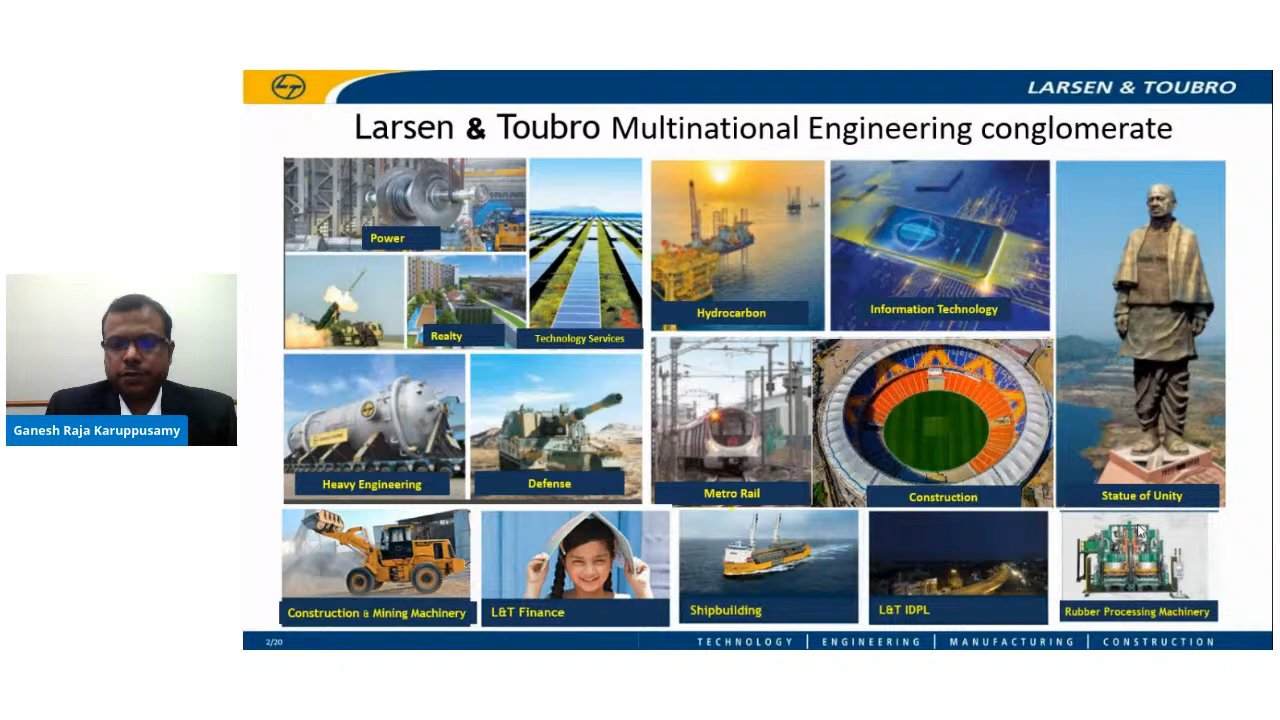 LARSEN & TOUBRO
Larsen & Toubro Multinational Engineering conglomerate
Power
Realty
Technology Services
Hydrocarbon
Information Technology
Heavy Engineering
Defense
Metro Rail
Construction
Statue of Unity
Ganesh Raja Karuppusamy
Construction & Mining Machinery
L&T Finance
Shipbuilding
L&T IDPL
Rubber Processing Machinery
2/20
TECHNOLOGY | ENGINEERING | MANUFACTURING | CONSTRUCTION